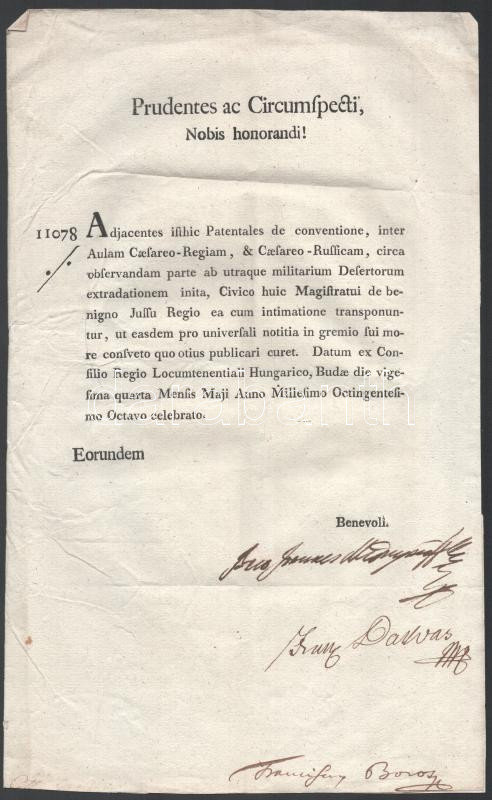 Prudentes ac Circumſpecti,
Nobis honorandi!
11078 Adjacentes iſthic Patentales de conventione, inter
Aulam Cæſareo-Regiam, & Cæſareo-Ruſſicam, circa
obſervandam parte ab utraque militarium Deſertorum
extradationem inita, Civico huic Magiſtratui de be-
nigno Juſſu Regio ea cum intimatione transponun-
tur, ut easdem pro univerſali notitia in gremio ſui mo-
re conſveto quo otius publicari curet. Datum ex Con-
ſilio Regio Locumtenentiali Hungarico, Budæ die vige-
ſima quarta Menſis Maji Anno Milleſimo Octingenteſi-
mo Octavo celebrato.
Eorundem
Benevoli.
Darvas
Boros